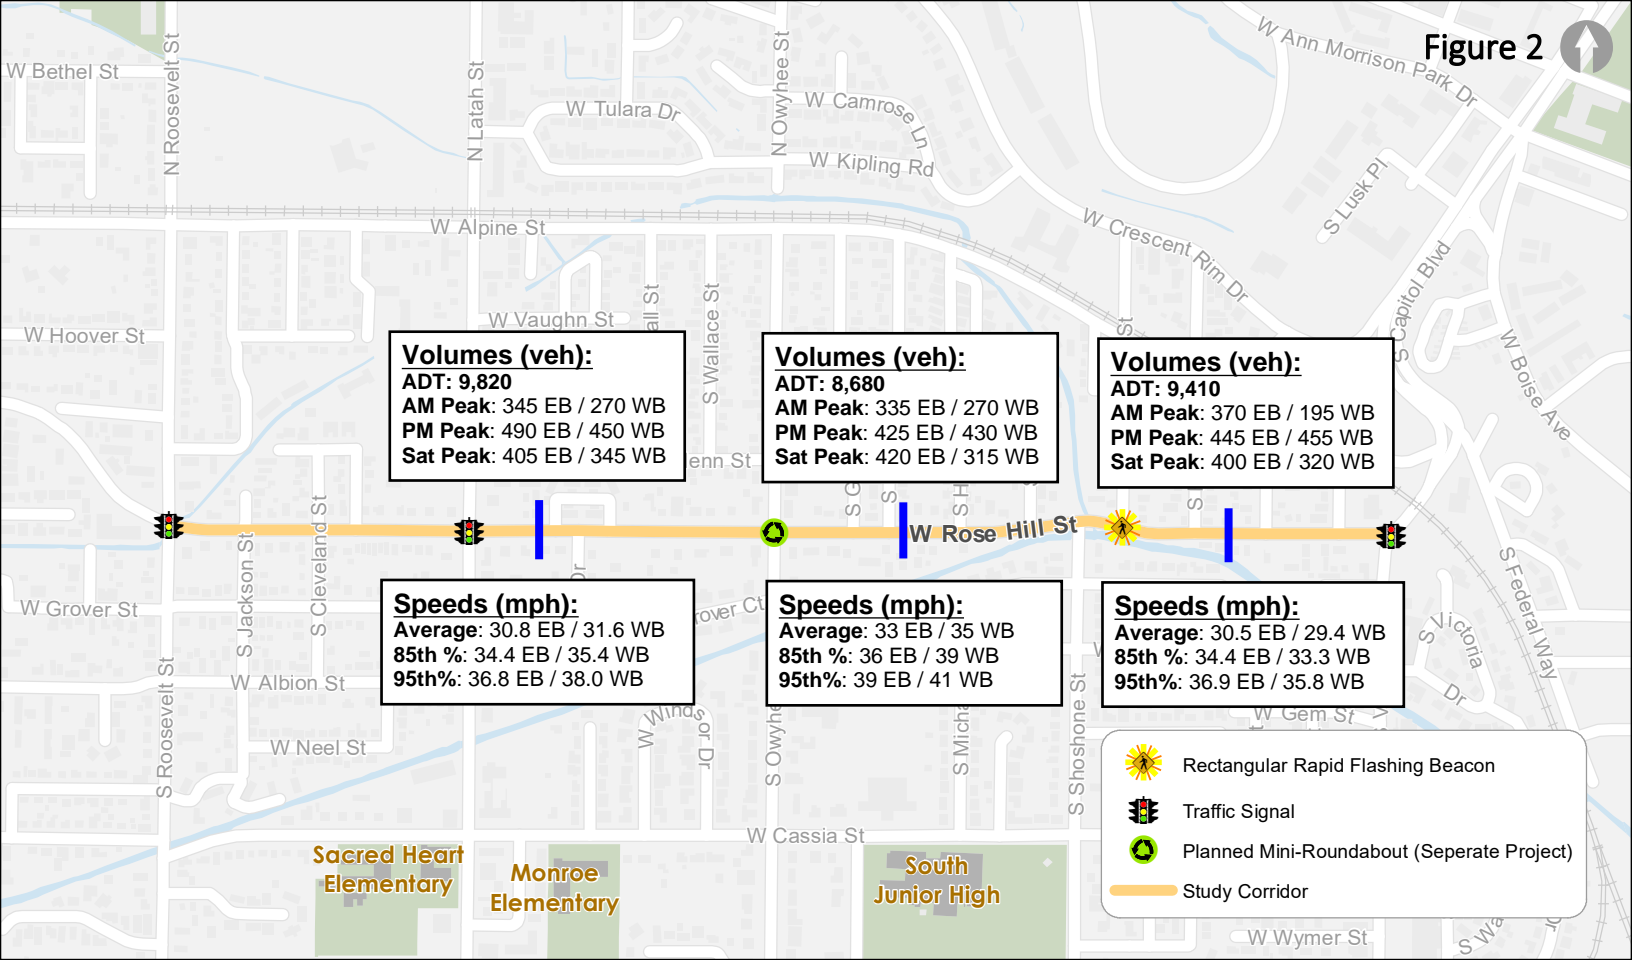 Figure 2
W Bethel St
N Roosevelt St
N Latah St
W Tulara Dr
N Owyhee St
W Camrose Ln
W Kipling Rd
W Ann Morrison Park Dr
S Lusk Pl
W Crescent Rim Dr
S Capitol Blvd
W Boise Ave
W Alpine St
W Hoover St
W Vaughn St
S Wallace St
St
St
Volumes (veh):
ADT: 9,820
AM Peak: 345 EB / 270 WB
PM Peak: 490 EB / 450 WB
Sat Peak: 405 EB / 345 WB
Volumes (veh):
ADT: 8,680
AM Peak: 335 EB / 270 WB
PM Peak: 425 EB / 430 WB
Sat Peak: 420 EB / 315 WB
Volumes (veh):
ADT: 9,410
AM Peak: 370 EB / 195 WB
PM Peak: 445 EB / 455 WB
Sat Peak: 400 EB / 320 WB
enn St
W Rose Hill St
S Jackson St
S Cleveland St
W Grover St
Dr
rover Ct
Speeds (mph):
Average: 30.8 EB / 31.6 WB
85th %: 34.4 EB / 35.4 WB
95th%: 36.8 EB / 38.0 WB
Speeds (mph):
Average: 33 EB / 35 WB
85th %: 36 EB / 39 WB
95th%: 39 EB / 41 WB
Speeds (mph):
Average: 30.5 EB / 29.4 WB
85th %: 34.4 EB / 33.3 WB
95th%: 36.9 EB / 35.8 WB
S Federal Way
S Victoria Dr
W Albion St
S Roosevelt St
W Neel St
W Windsor Dr
S Owyhe
S Micha
S Shoshone St
W Gem St
W Cassia St
Sacred Heart
Elementary
Monroe
Elementary
South
Junior High
Rectangular Rapid Flashing Beacon
Traffic Signal
Planned Mini-Roundabout (Seperate Project)
Study Corridor
W Wymer St